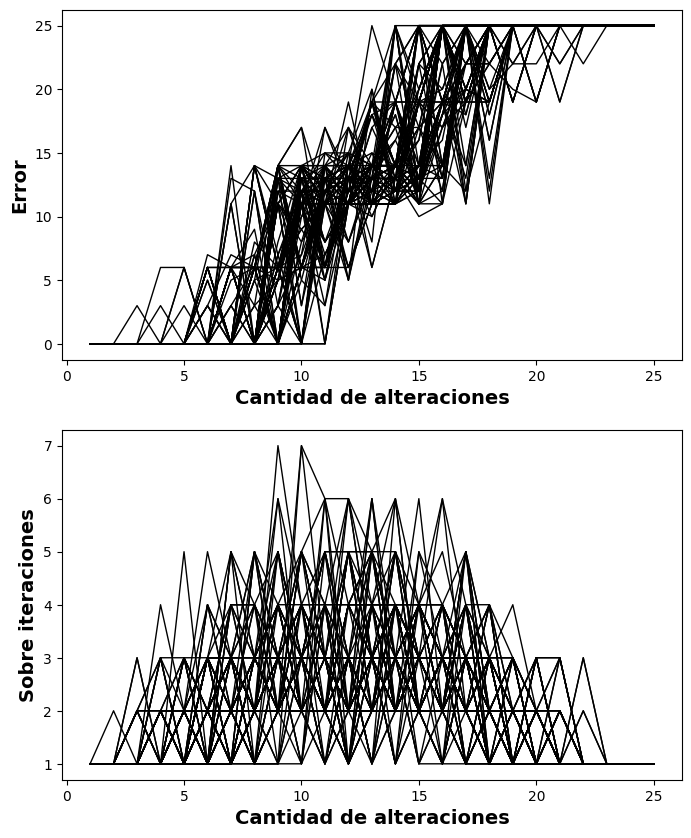 25
20
15
10
5
0
Error
0 5 10 15 20 25
Cantidad de alteraciones
7
6
5
4
3
2
1
Sobre iteraciones
0 5 10 15 20 25
Cantidad de alteraciones